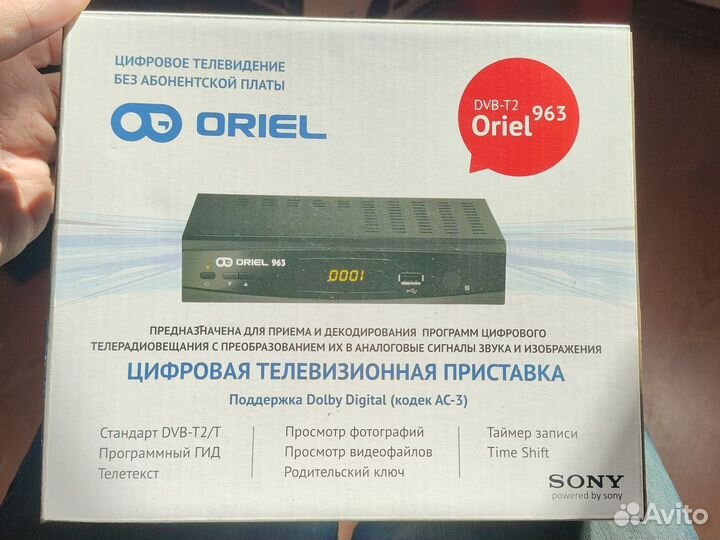 ЦИФРОВОЕ ТЕЛЕВИДЕНИЕ
БЕЗ АБОНЕНТСКОЙ ПЛАТЫ
ORIEL
DVB-T2
Oriel 963
ORIEL 963
0001
ПРЕДНАЗНАЧЕНА ДЛЯ ПРИЕМА И ДЕКОДИРОВАНИЯ ПРОГРАММ ЦИФРОВОГО
ТЕЛЕРАДИОВЕЩАНИЯ С ПРЕОБРАЗОВАНИЕМ ИХ В АНАЛОГОВЫЕ СИГНАЛЫ ЗВУКА И ИЗОБРАЖЕНИЯ
ЦИФРОВАЯ ТЕЛЕВИЗИОННАЯ ПРИСТАВКА
Поддержка Dolby Digital (кодек AC-3)
Стандарт DVB-T2/T
Программный ГИД
Телетекст
Просмотр фотографий
Просмотр видеофайлов
Родительский ключ
Таймер записи
Time Shift
SONY
powered by sony
Avito